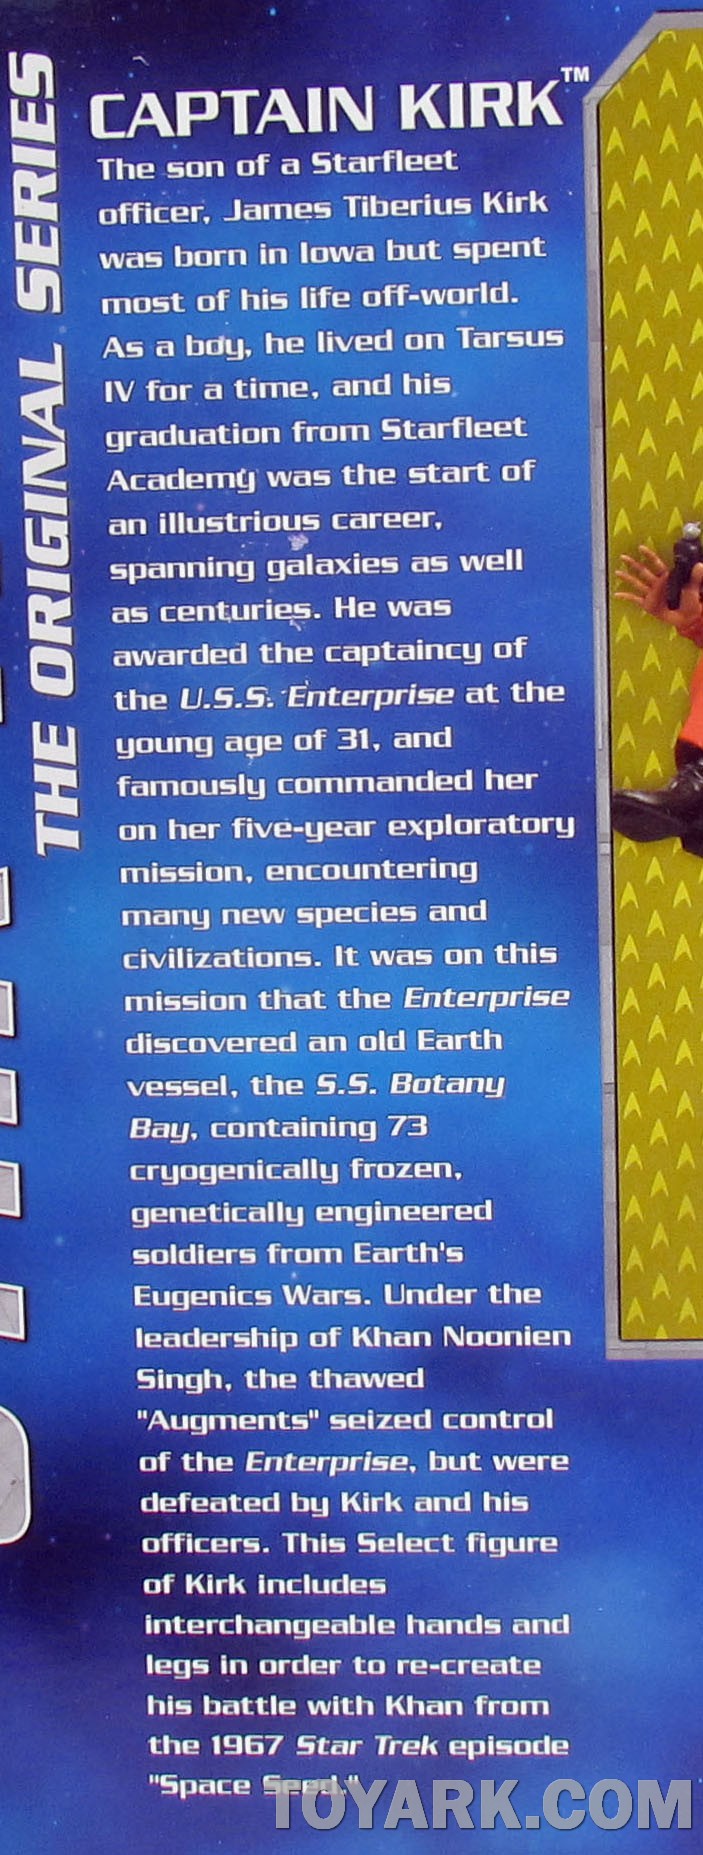 THE ORIGINAL SERIES
CAPTAIN KIRK™
The son of a Starfleet
officer, James Tiberius Kirk
was born in Iowa but spent
most of his life off-world.
As a boy, he lived on Tarsus
IV for a time, and his
graduation from Starfleet
Academy was the start of
an illustrious career,
spanning galaxies as well
as centuries. He was
awarded the captaincy of
the U.S.S. Enterprise at the
young age of 31, and
famously commanded her
on her five-year exploratory
mission, encountering
many new species and
civilizations. It was on this
mission that the Enterprise
discovered an old Earth
vessel, the S.S. Botany
Bay, containing 73
cryogenically frozen,
genetically engineered
soldiers from Earth's
Eugenics Wars. Under the
leadership of Khan Noonien
Singh, the thawed
"Augments" seized control
of the Enterprise, but were
defeated by Kirk and his
officers. This Select figure
of Kirk includes
interchangeable hands and
legs in order to re-create
his battle with Khan from
the 1967 Star Trek episode
"Space Seed."
TOYARK.COM